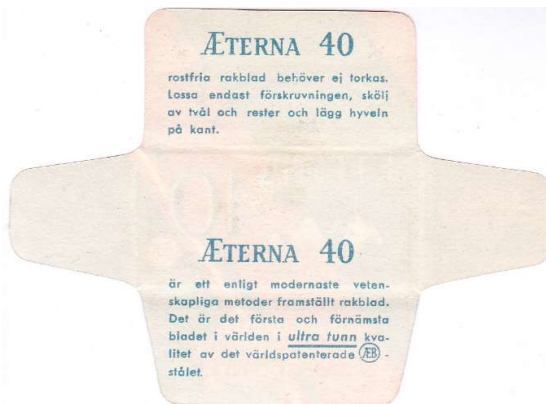 ÆTERNA 40
rostfria rakblad behöver ej torkas.
Lossa endast förskruvningen, skölj
av tvål och rester och lägg hyveln
på kant.
ÆTERNA 40
är ett enligt modernaste veten-
skapliga metoder framställt rakblad.
Det är det första och förnämsta
bladet i världen i ultra tunn kva-
litet av det världspatenterade ÆB -
stålet.